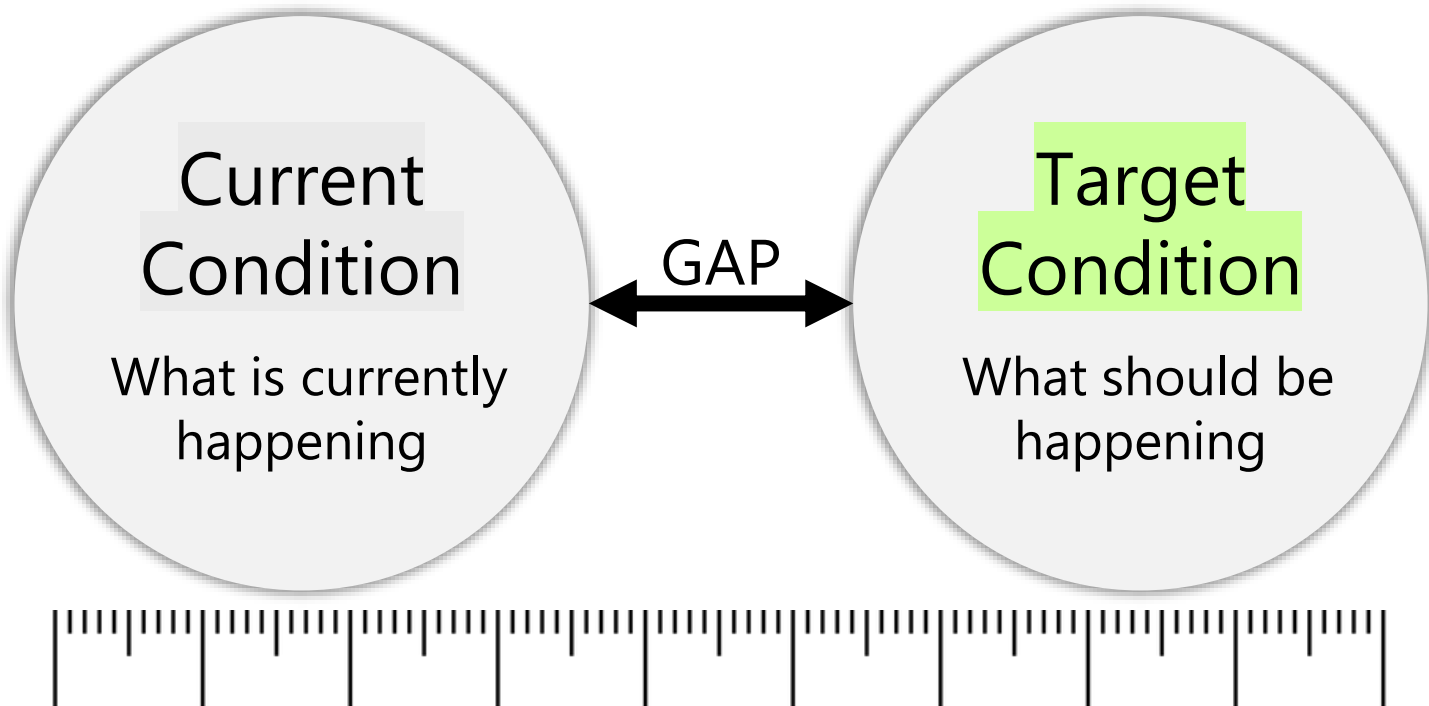 Current
Condition
What is currently
happening
GAP
Target
Condition
What should be
happening